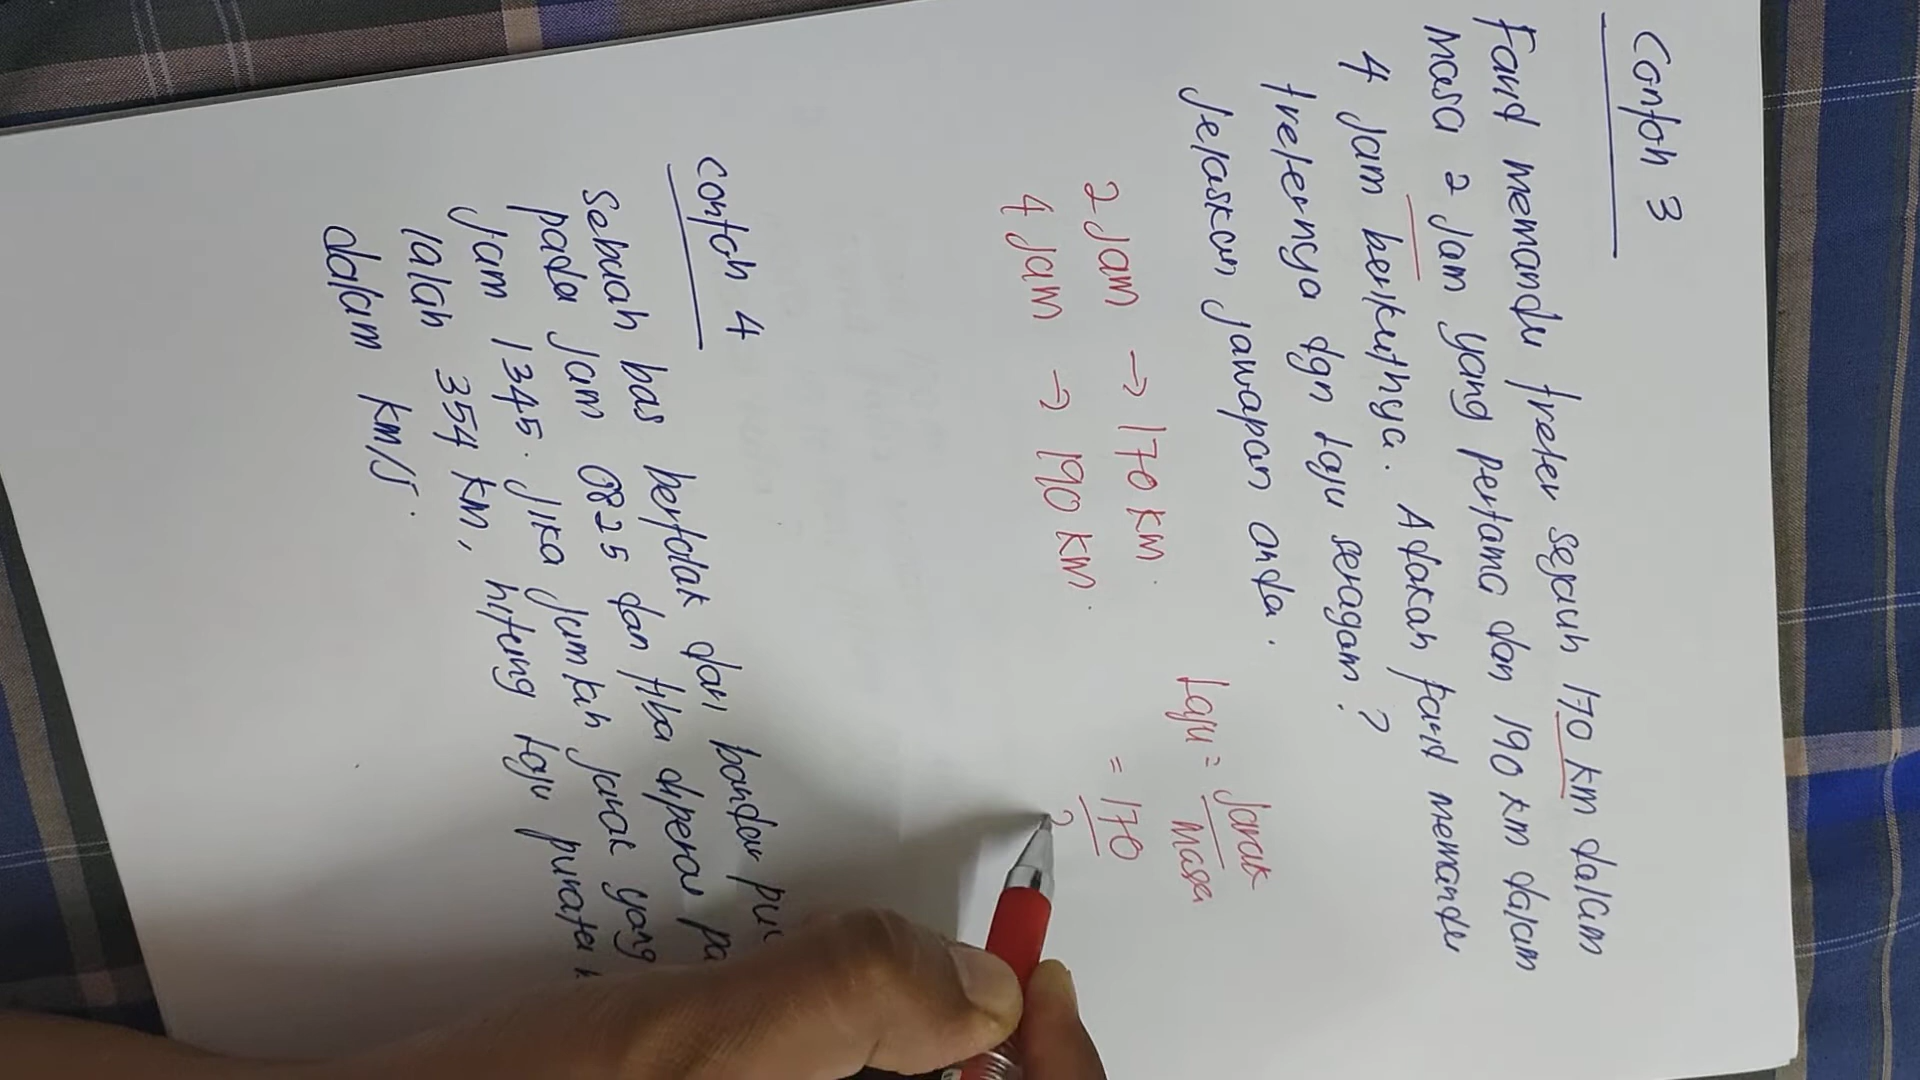 Contoh 3
Farid memandu treler sejauh 170 km dalam
masa 2 jam yang pertama dan 190 km dalam
4 jam berikutnya. Adakah farid memandu
trelernya dgn laju seragam?
Jelaskan jawapan anda.
2 jam → 170 km.
4 jam → 190 km.
Laju = Jarak
masa
= 170
2
Contoh 4
Sebuah bas bertolak dari bandar
pada jam 0825 dan tiba
jam 1345. Jika jumlah jarak yang
lalah 354 km, hitung laju
dalam km/j.